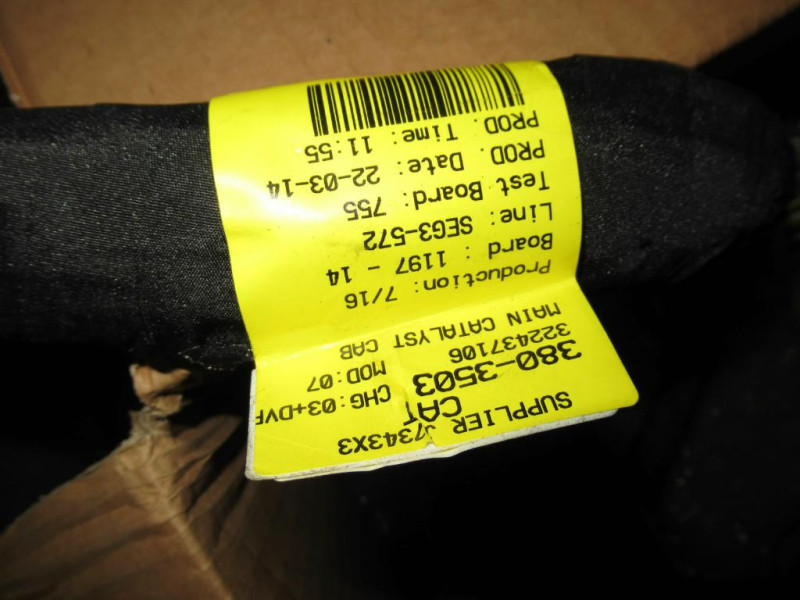 SUPPLIER J7343X3
CAT CHG:03+DVP
380-3503 MOD:07
322437106
MAIN CATALYST CAB
Production: 7/16
Board : 1197 - 14
Line: SEG3-572
Test Board: 755
PROD. Date: 22-03-14
PROD. Time: 11:55